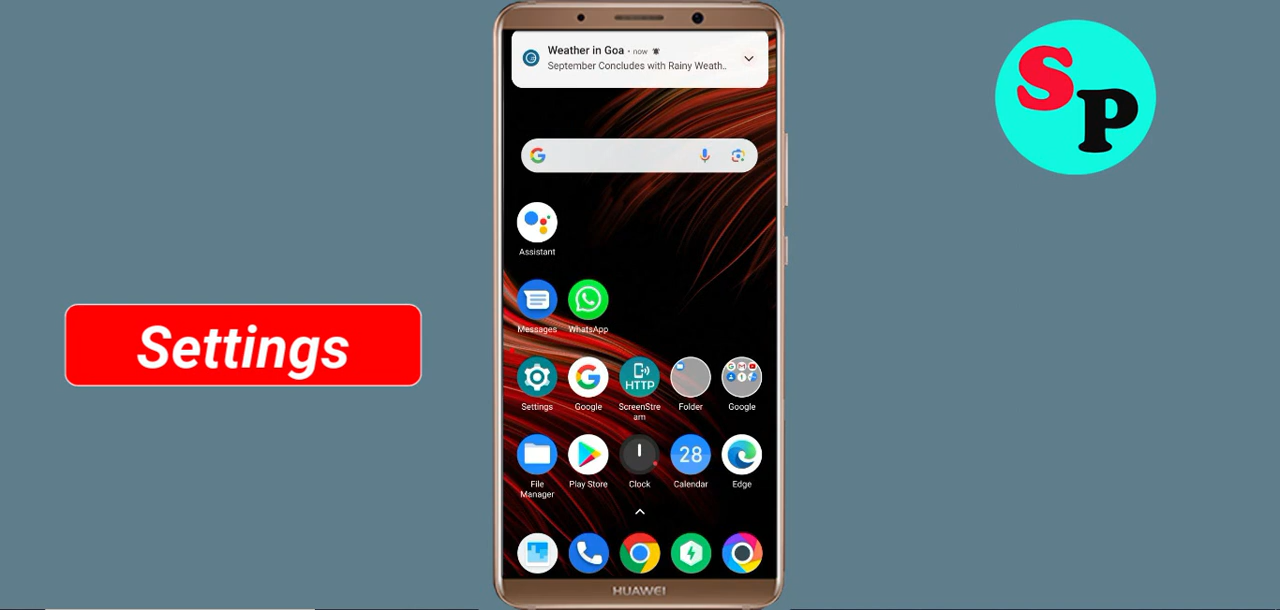 Weather in Goa • now
September Concludes with Rainy Weath..
SP
Assistant
Messages WhatsApp
Settings
Settings Google ScreenStre Folder Google
am
HTTP
28
File Play Store Clock Calendar Edge
Manager
HUAWEI